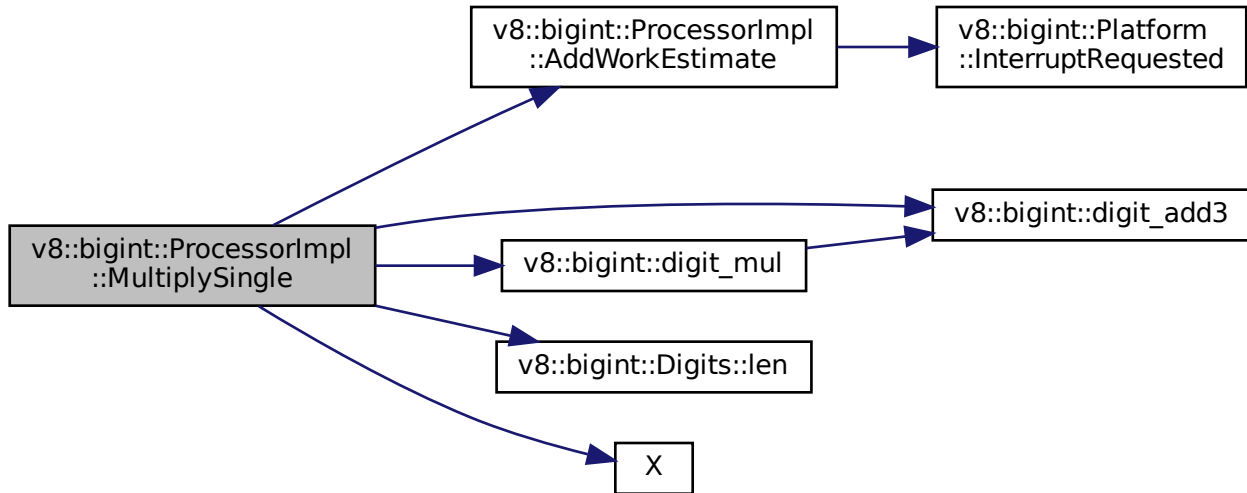 v8::bigint::ProcessorImpl
::AddWorkEstimate
v8::bigint::Platform
::InterruptRequested
v8::bigint::ProcessorImpl
::MultiplySingle
v8::bigint::digit_mul
v8::bigint::digit_add3
v8::bigint::Digits::len
X